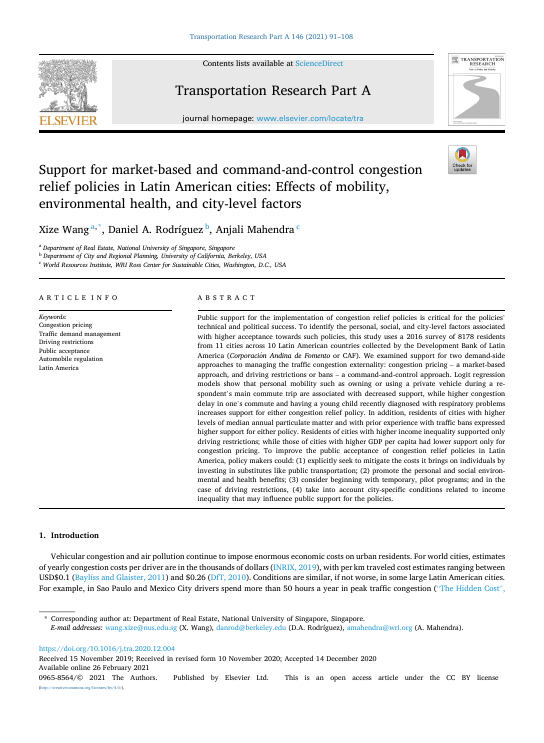 Transportation Research Part A 146 (2021) 91–108
Contents lists available at ScienceDirect
Transportation Research Part A
journal homepage: www.elsevier.com/locate/tra
ELSEVIER
TRANSPORTATION
RESEARCH
Check for
updates
Support for market-based and command-and-control congestion
relief policies in Latin American cities: Effects of mobility,
environmental health, and city-level factors
Xize Wang a,*, Daniel A. Rodríguez b, Anjali Mahendra c
a Department of Real Estate, National University of Singapore, Singapore
b Department of City and Regional Planning, University of California, Berkeley, USA
c World Resources Institute, WRI Ross Center for Sustainable Cities, Washington, D.C., USA
ARTICLE INFO
Keywords:
Congestion pricing
Traffic demand management
Driving restrictions
Public acceptance
Automobile regulation
Latin America
ABSTRACT
Public support for the implementation of congestion relief policies is critical for the policies'
technical and political success. To identify the personal, social, and city-level factors associated
with higher acceptance towards such policies, this study uses a 2016 survey of 8178 residents
from 11 cities across 10 Latin American countries collected by the Development Bank of Latin
America (Corporación Andina de Fomento or CAF). We examined support for two demand-side
approaches to managing the traffic congestion externality: congestion pricing – a market-based
approach, and driving restrictions or bans – a command-and-control approach. Logit regression
models show that personal mobility such as owning or using a private vehicle during a re-
spondent's main commute trip are associated with decreased support, while higher congestion
delay in one's commute and having a young child recently diagnosed with respiratory problems
increases support for either congestion relief policy. In addition, residents of cities with higher
levels of median annual particulate matter and with prior experience with traffic bans expressed
higher support for either policy. Residents of cities with higher income inequality supported only
driving restrictions; while those of cities with higher GDP per capita had lower support only for
congestion pricing. To improve the public acceptance of congestion relief policies in Latin
America, policy makers could: (1) explicitly seek to mitigate the costs it brings on individuals by
investing in substitutes like public transportation; (2) promote the personal and social environ-
mental and health benefits; (3) consider beginning with temporary, pilot programs; and in the
case of driving restrictions, (4) take into account city-specific conditions related to income
inequality that may influence public support for the policies.
1. Introduction
Vehicular congestion and air pollution continue to impose enormous economic costs on urban residents. For world cities, estimates
of yearly congestion costs per driver are in the thousands of dollars (INRIX, 2019), with per km traveled cost estimates ranging between
USD$0.1 (Bayliss and Glaister, 2011) and $0.26 (DfT, 2010). Conditions are similar, if not worse, in some large Latin American cities.
For example, in Sao Paulo and Mexico City drivers spend more than 50 hours a year in peak traffic congestion ("The Hidden Cost",
* Corresponding author at: Department of Real Estate, National University of Singapore, Singapore.
E-mail addresses: wang.xize@nus.edu.sg (X. Wang), danrod@berkeley.edu (D.A. Rodríguez), amahendra@wri.org (A. Mahendra).
https://doi.org/10.1016/j.tra.2020.12.004
Received 15 November 2019; Received in revised form 10 November 2020; Accepted 14 December 2020
Available online 26 February 2021
0965-8564/© 2021 The Authors. Published by Elsevier Ltd. This is an open access article under the CC BY license
(http://creativecommons.org/licenses/by/4.0/).